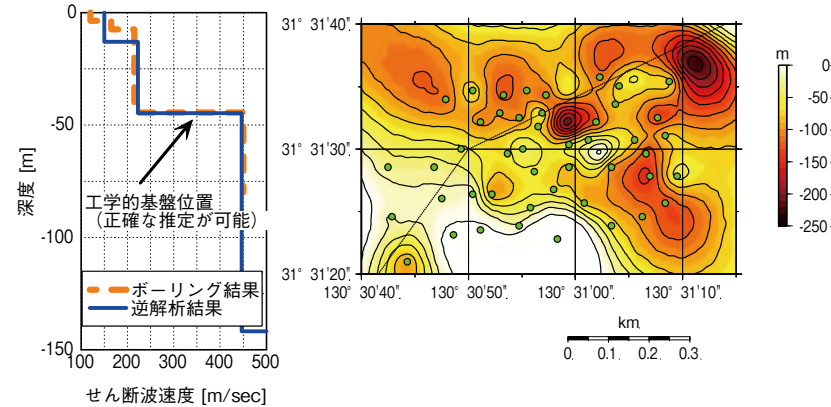 0
-50
-100
-150
深度 [m]
100 200 300 400 500
せん断波速度 [m/sec]
工学的基盤位置
(正確な推定が可能)
ボーリング結果
逆解析結果
31° 31'40".
31° 31'30".
31° 31'20".
130° 30'40". 130° 30'50". 130° 31'00". 130° 31'10".
km.
0. 0.1. 0.2. 0.3.
m
0
-50
-100
-150
-200
-250